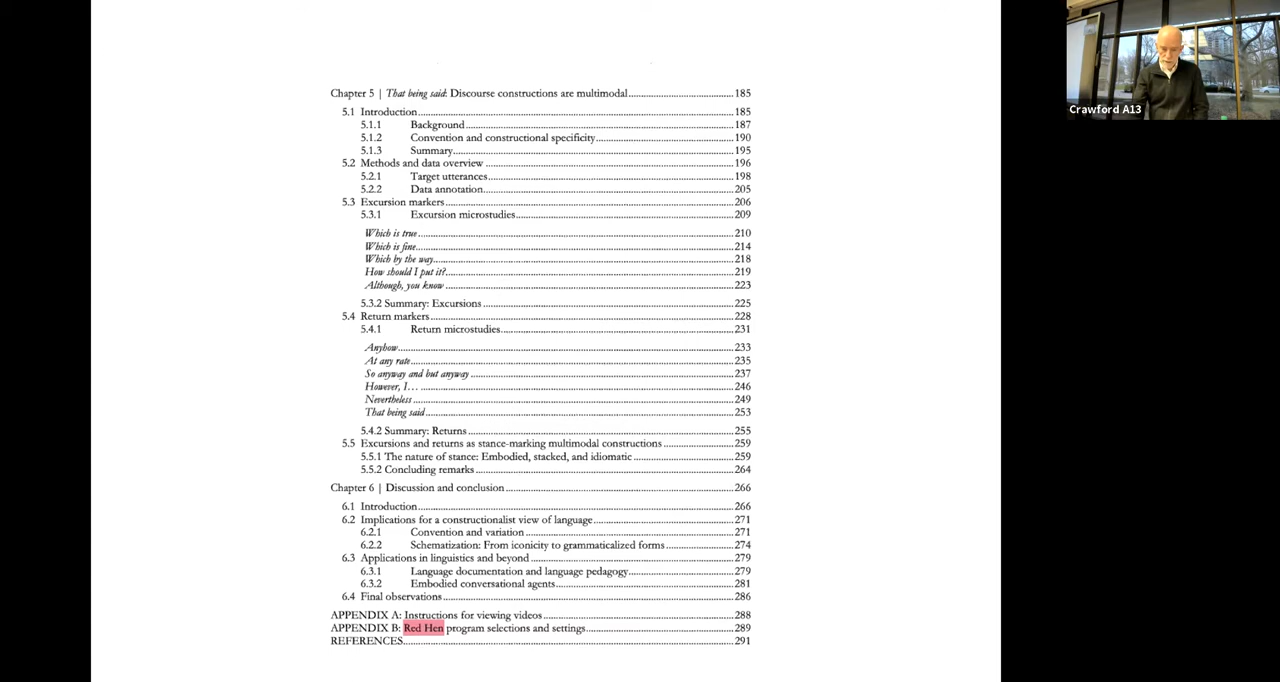 Chapter 5 | That being said: Discourse constructions are multimodal.....185
5.1 Introduction.....185
5.1.1 Background.....187
5.1.2 Convention and constructional specificity.....190
5.1.3 Summary.....195
5.2 Methods and data overview.....196
5.2.1 Target utterances.....198
5.2.2 Data annotation.....205
5.3 Excursion markers.....206
5.3.1 Excursion microstudies.....209
Which is true.....210
Which is fine.....214
Which by the way.....218
How should I put it?.....219
Although, you know.....223
5.3.2 Summary: Excursions.....225
5.4 Return markers.....228
5.4.1 Return microstudies.....231
Anyhow.....233
At any rate.....235
So anyway and but anyway.....237
However, I….....246
Nevertheless.....249
That being said.....253
5.4.2 Summary: Returns.....255
5.5 Excursions and returns as stance-marking multimodal constructions.....259
5.5.1 The nature of stance: Embodied, stacked, and idiomatic.....259
5.5.2 Concluding remarks.....264
Chapter 6 | Discussion and conclusion.....266
6.1 Introduction.....266
6.2 Implications for a constructionalist view of language.....271
6.2.1 Convention and variation.....271
6.2.2 Schematization: From iconicity to grammaticalized forms.....274
6.3 Applications in linguistics and beyond.....279
6.3.1 Language documentation and language pedagogy.....279
6.3.2 Embodied conversational agents.....281
6.4 Final observations.....286
APPENDIX A: Instructions for viewing videos.....288
APPENDIX B: Red Hen program selections and settings.....289
REFERENCES.....291
Crawford A13